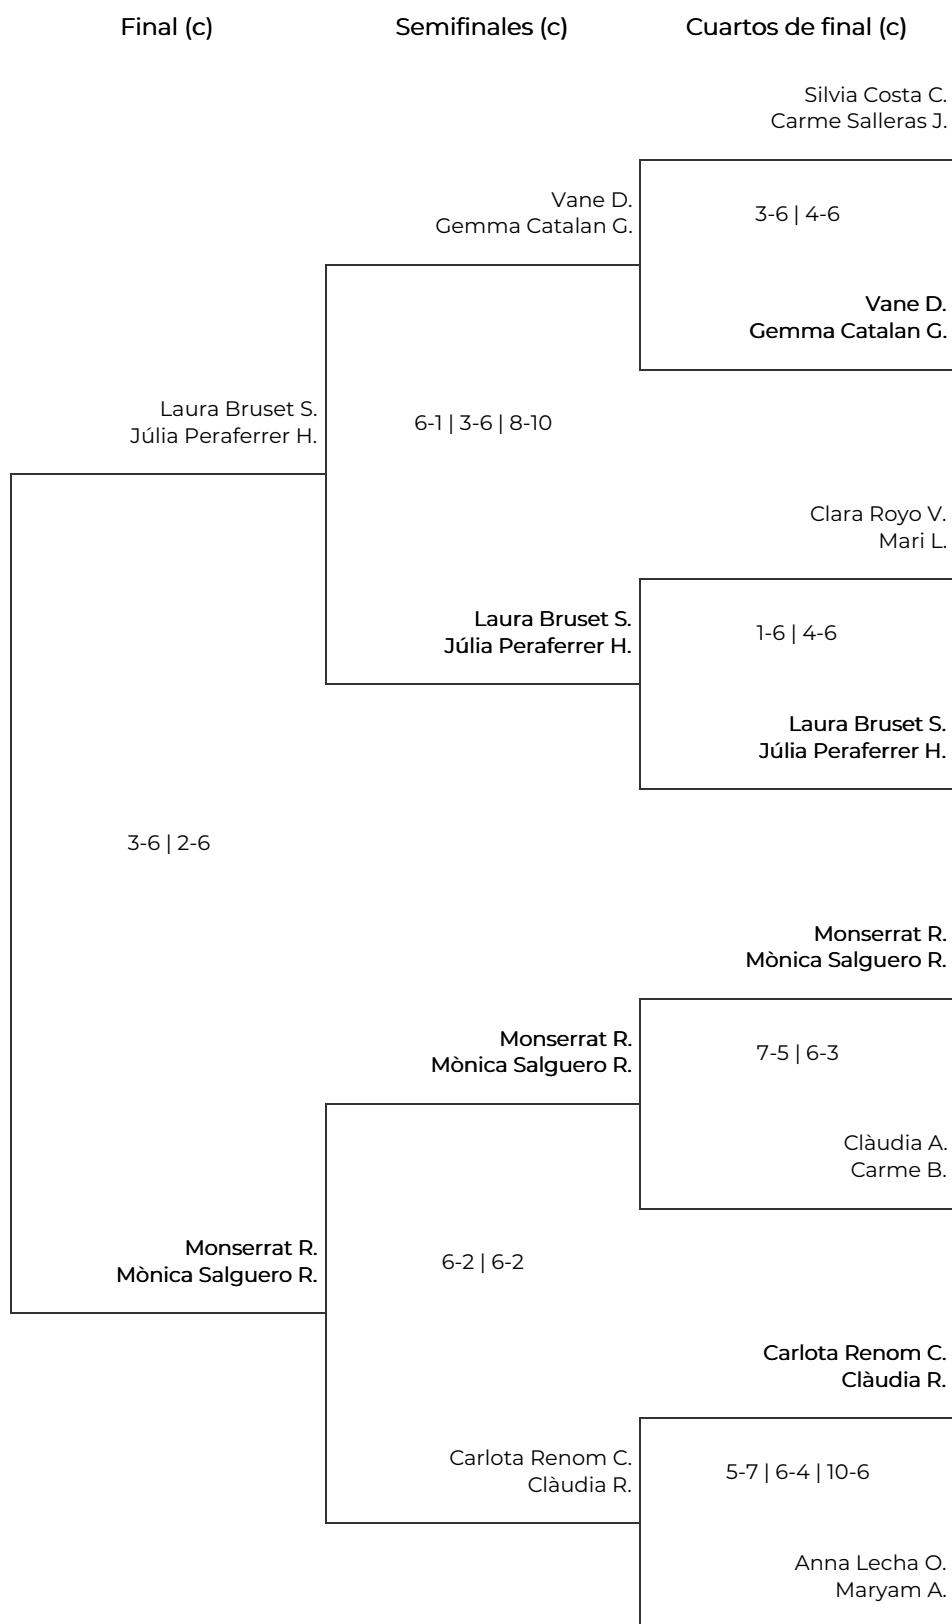 Final (c)
Semifinales (c)
Cuartos de final (c)
Silvia Costa C.
Carme Salleras J.
Vane D.
Gemma Catalan G.
3-6 | 4-6
Vane D.
Gemma Catalan G.
Laura Bruset S.
Júlia Peraferrer H.
6-1 | 3-6 | 8-10
Clara Royo V.
Mari L.
Laura Bruset S.
Júlia Peraferrer H.
1-6 | 4-6
Laura Bruset S.
Júlia Peraferrer H.
3-6 | 2-6
Monserrat R.
Mònica Salguero R.
Monserrat R.
Mònica Salguero R.
7-5 | 6-3
Clàudia A.
Carme B.
Monserrat R.
Mònica Salguero R.
6-2 | 6-2
Carlota Renom C.
Clàudia R.
Carlota Renom C.
Clàudia R.
5-7 | 6-4 | 10-6
Anna Lecha O.
Maryam A.